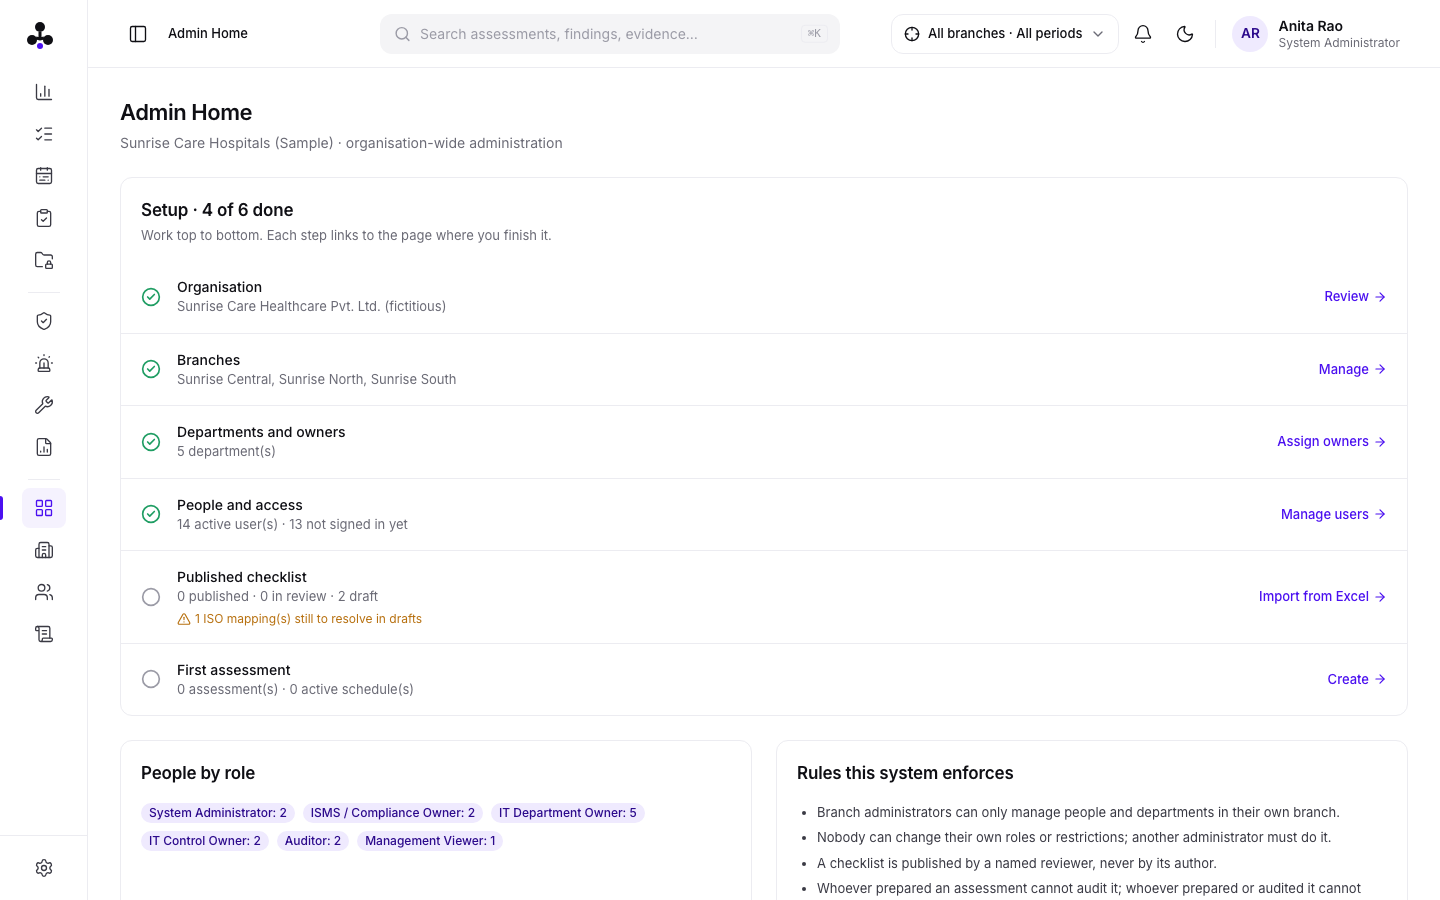 Admin Home
Search assessments, findings, evidence...
⌘K
All branches · All periods
AR
Anita Rao
System Administrator
Admin Home
Sunrise Care Hospitals (Sample) · organisation-wide administration
Setup · 4 of 6 done
Work top to bottom. Each step links to the page where you finish it.
Organisation
Sunrise Care Healthcare Pvt. Ltd. (fictitious)
Review →
Branches
Sunrise Central, Sunrise North, Sunrise South
Manage →
Departments and owners
5 department(s)
Assign owners →
People and access
14 active user(s) · 13 not signed in yet
Manage users →
Published checklist
0 published · 0 in review · 2 draft
1 ISO mapping(s) still to resolve in drafts
Import from Excel →
First assessment
0 assessment(s) · 0 active schedule(s)
Create →
People by role
System Administrator: 2 ISMS / Compliance Owner: 2 IT Department Owner: 5
IT Control Owner: 2 Auditor: 2 Management Viewer: 1
Rules this system enforces
• Branch administrators can only manage people and departments in their own branch.
• Nobody can change their own roles or restrictions; another administrator must do it.
• A checklist is published by a named reviewer, never by its author.
• Whoever prepared an assessment cannot audit it; whoever prepared or audited it cannot